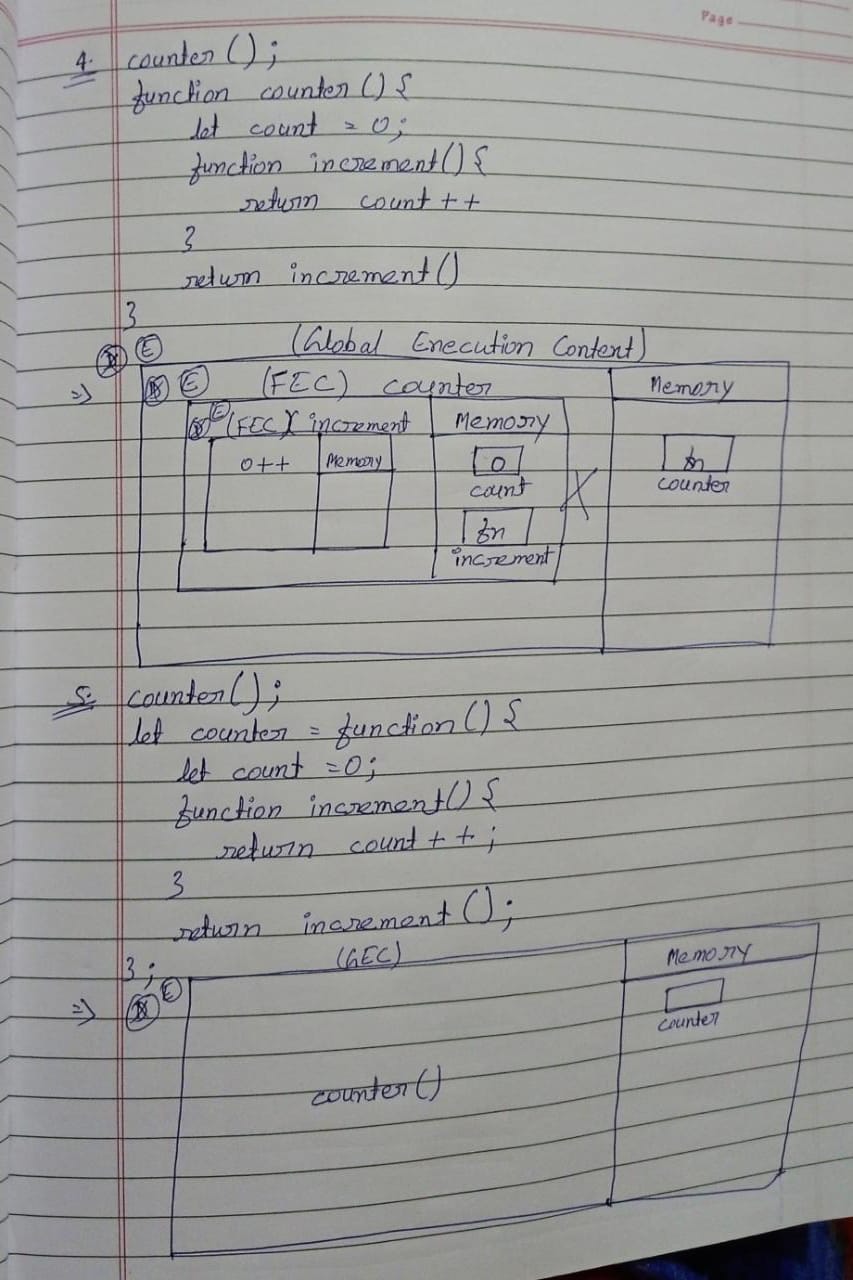 Page
4. counter();
function counter() {
let count = 0;
function increment() {
return count++
}
return increment()
}
(Global Execution Context)
D E
=> D E (FEC) counter Memory
D E (FEC) increment Memory
0++ Memory 0 fn
count X counter
fn
increment
5. counter();
let counter = function() {
let count = 0;
function increment() {
return count++;
}
return increment();
};
(GEC) Memory
=> D E
counter
counter()